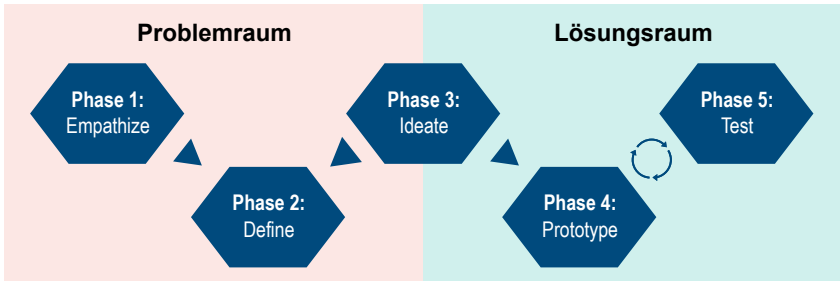 Problemraum
Lösungsraum
Phase 1:
Empathize
Phase 2:
Define
Phase 3:
Ideate
Phase 4:
Prototype
Phase 5:
Test